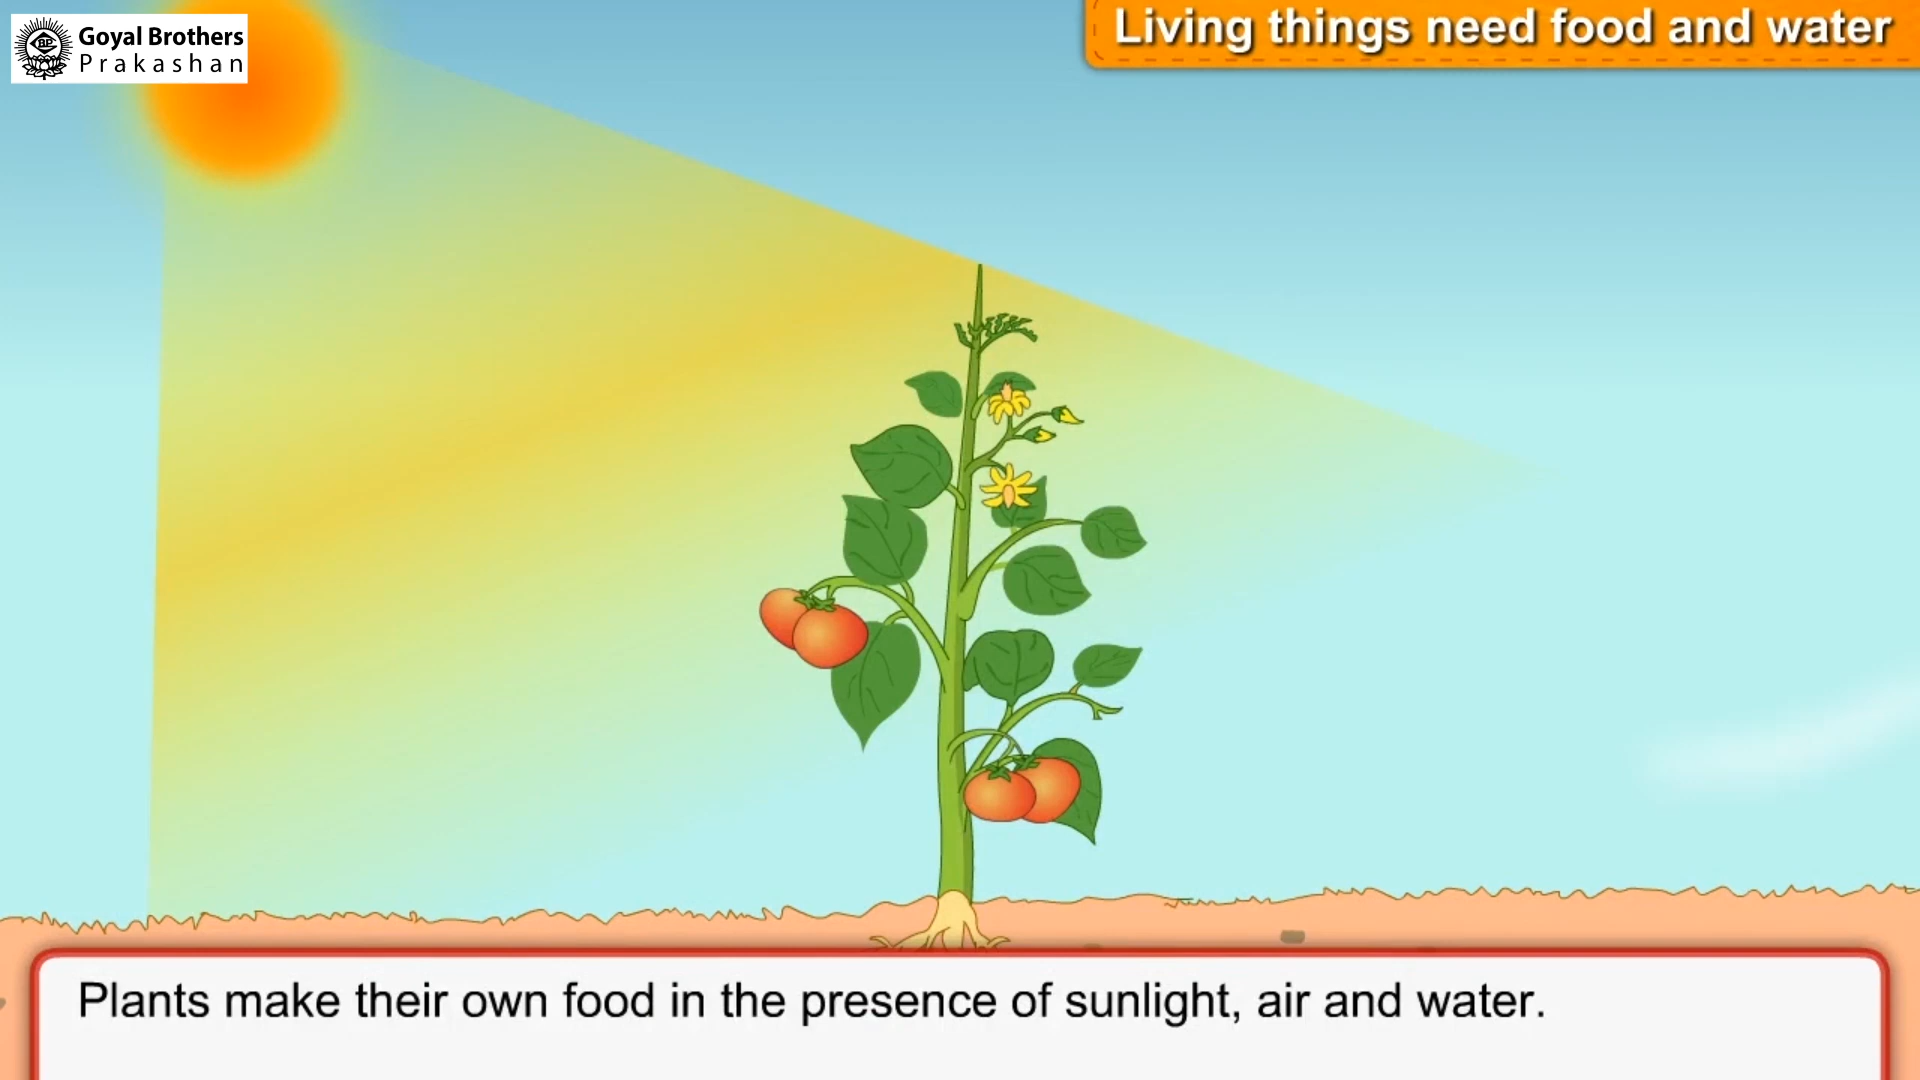 BP
Goyal Brothers
Prakashan
Living things need food and water
Plants make their own food in the presence of sunlight, air and water.